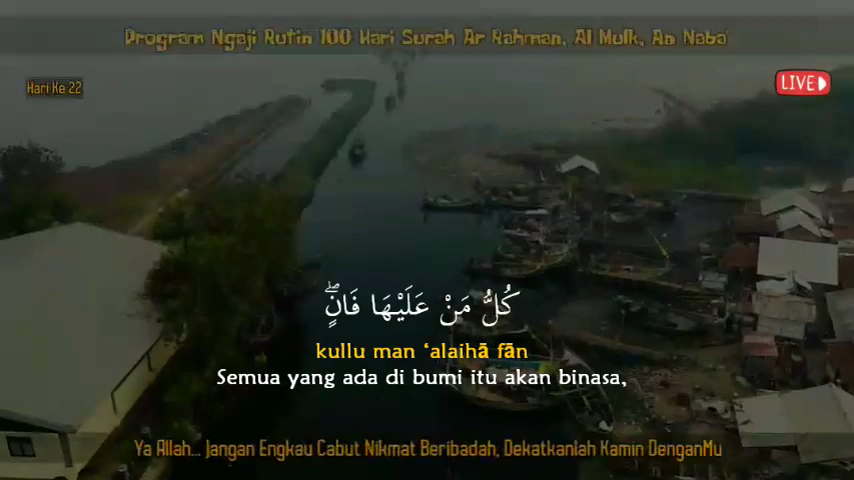 Program Ngaji Rutin 100 Hari Surah Ar Rahman, Al Mulk, An Naba'
Hari Ke 22
LIVE
كُلُّ مَنْ عَلَيْهَا فَانٍۖ
kullu man ‘alaihā fān
Semua yang ada di bumi itu akan binasa,
Ya Allah... Jangan Engkau Cabut Nikmat Beribadah, Dekatkanlah Kamin DenganMu